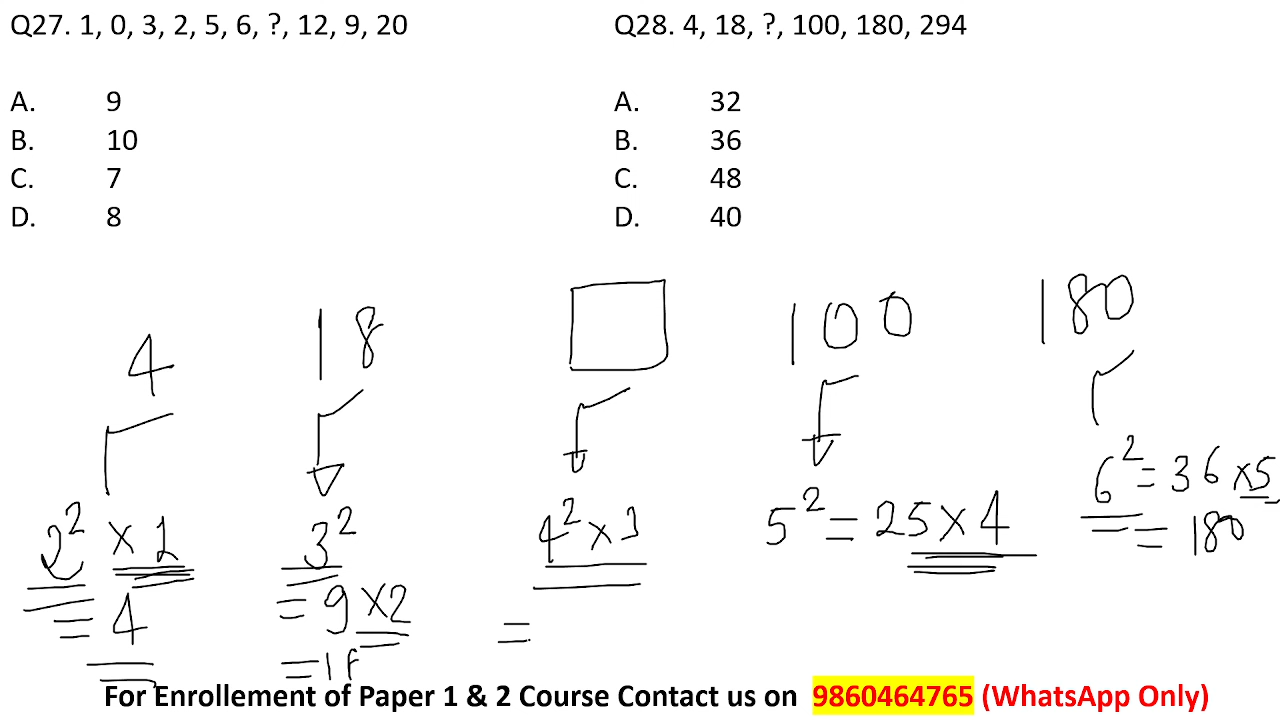 Q27. 1, 0, 3, 2, 5, 6, ?, 12, 9, 20
A. 9
B. 10
C. 7
D. 8
Q28. 4, 18, ?, 100, 180, 294
A. 32
B. 36
C. 48
D. 40
4 18 100 180
2² × 1
= 4
3²
= 9 × 2
= 18
4² × 3
=
5² = 25 × 4
6² = 36 × 5
= 180
For Enrollement of Paper 1 & 2 Course Contact us on 9860464765 (WhatsApp Only)